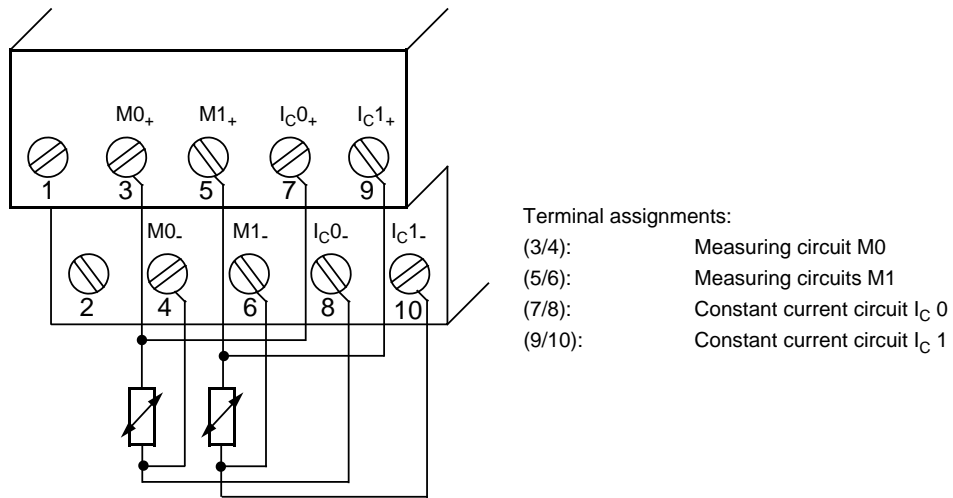 M0+ M1+ IC0+ IC1+
1 3 5 7 9
M0- M1- IC0- IC1-
2 4 6 8 10
Terminal assignments:
(3/4): Measuring circuit M0
(5/6): Measuring circuits M1
(7/8): Constant current circuit IC 0
(9/10): Constant current circuit IC 1